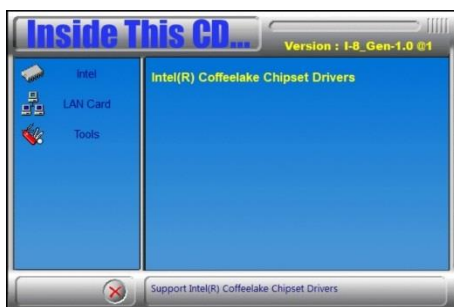 Inside This CD...
Version : I-8_Gen-1.0 @1
Intel
LAN Card
Tools
Intel(R) Coffeelake Chipset Drivers
Support Intel(R) Coffeelake Chipset Drivers